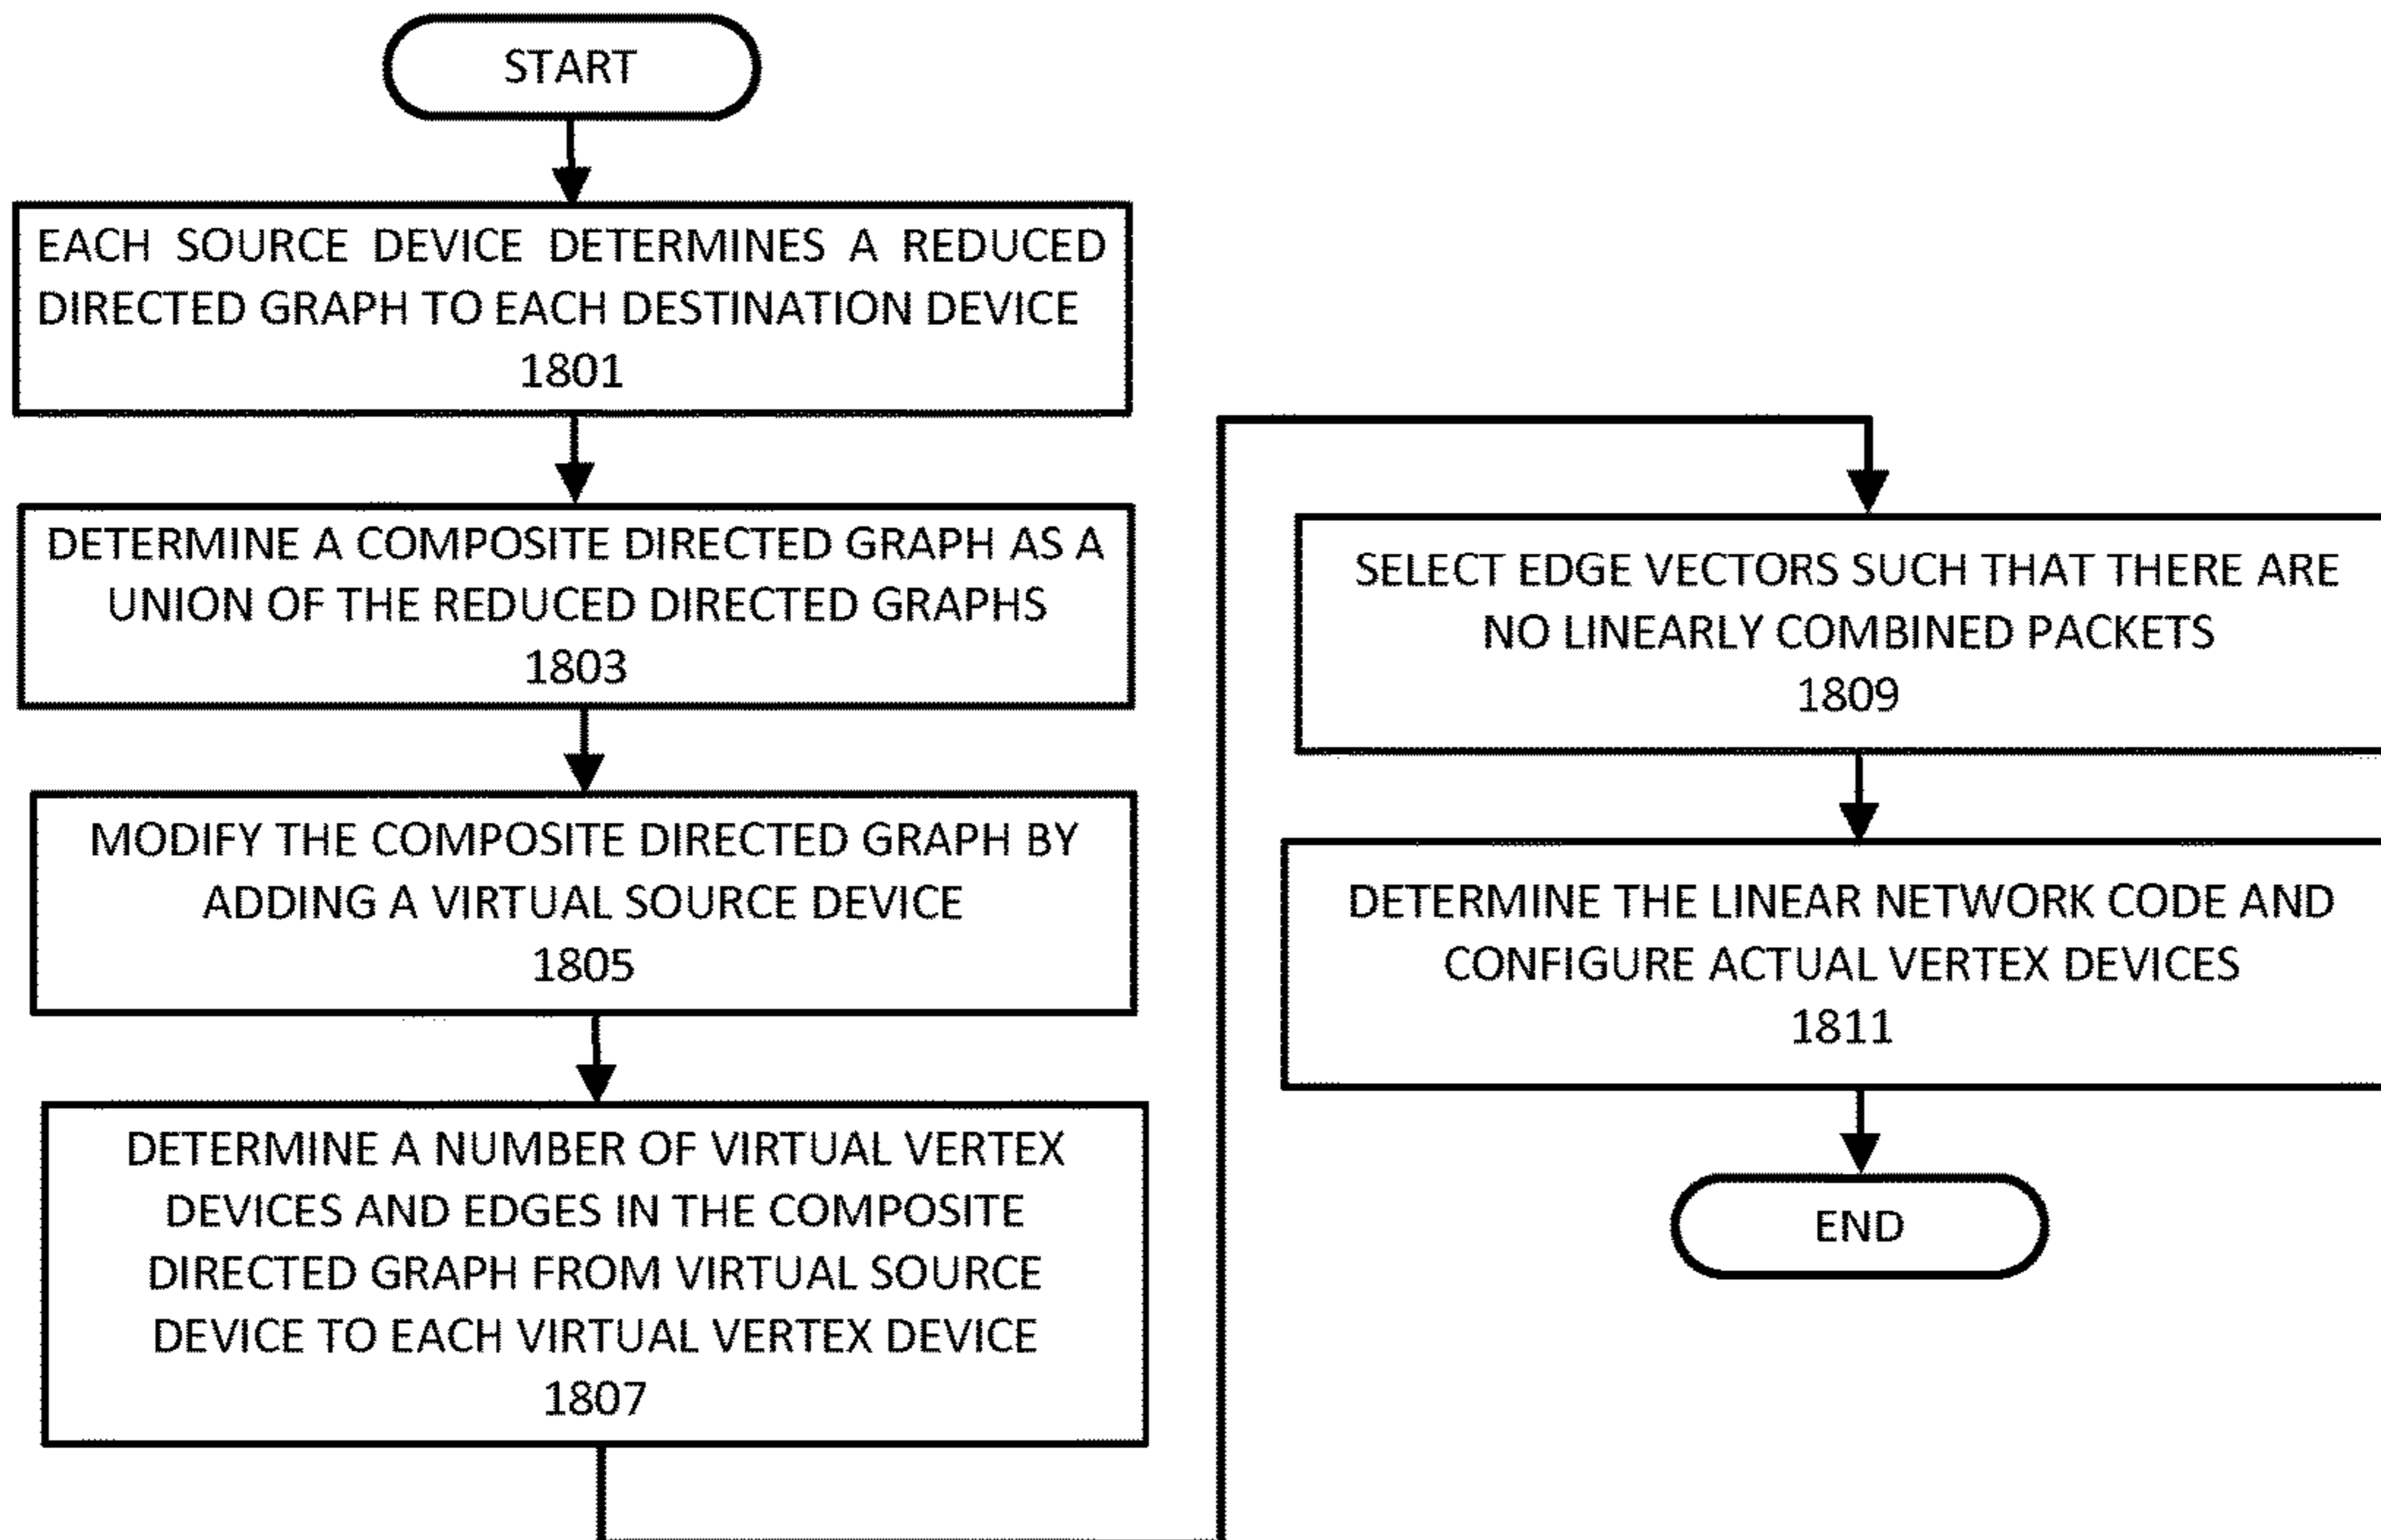 START
EACH SOURCE DEVICE DETERMINES A REDUCED
DIRECTED GRAPH TO EACH DESTINATION DEVICE
1801
DETERMINE A COMPOSITE DIRECTED GRAPH AS A
UNION OF THE REDUCED DIRECTED GRAPHS
1803
MODIFY THE COMPOSITE DIRECTED GRAPH BY
ADDING A VIRTUAL SOURCE DEVICE
1805
DETERMINE A NUMBER OF VIRTUAL VERTEX
DEVICES AND EDGES IN THE COMPOSITE
DIRECTED GRAPH FROM VIRTUAL SOURCE
DEVICE TO EACH VIRTUAL VERTEX DEVICE
1807
SELECT EDGE VECTORS SUCH THAT THERE ARE
NO LINEARLY COMBINED PACKETS
1809
DETERMINE THE LINEAR NETWORK CODE AND
CONFIGURE ACTUAL VERTEX DEVICES
1811
END